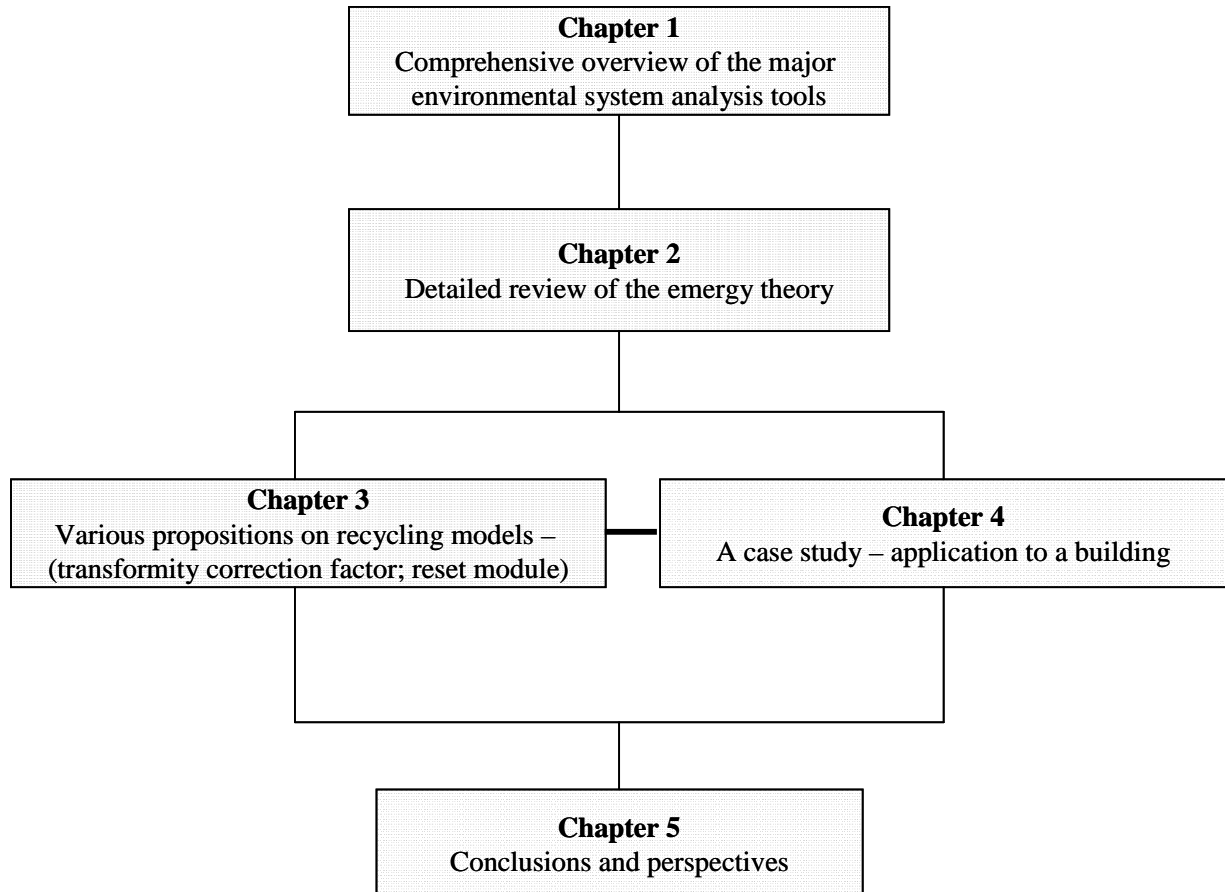 Chapter 1
Comprehensive overview of the major
environmental system analysis tools
Chapter 2
Detailed review of the emergy theory
Chapter 3
Various propositions on recycling models –
(transformity correction factor; reset module)
Chapter 4
A case study – application to a building
Chapter 5
Conclusions and perspectives